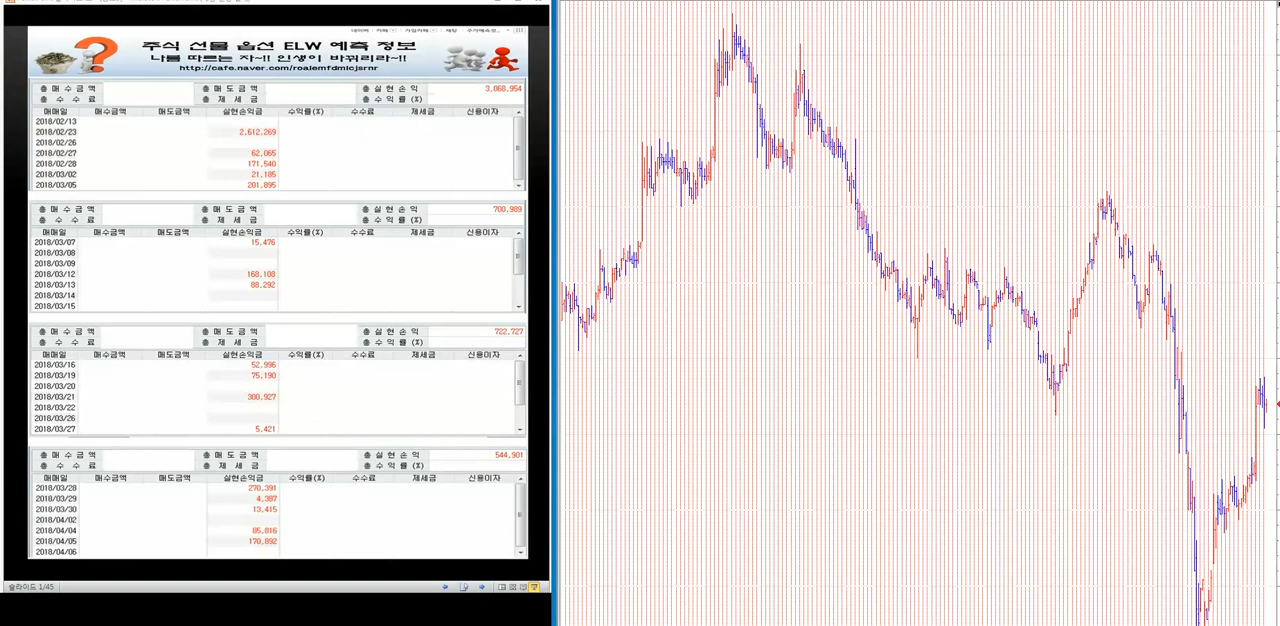 네이버 카페 가입카페 채팅
주식 선물 옵션 ELW 예측 정보
나를 따르는 자~!! 인생이 바뀌리라~!!
http://cafe.naver.com/roalemfdmlcjsrnr
총 매 수 금 액 총 매 도 금 액 총 실 현 손 익 3,068,954
총 수 수 료 총 제 세 금 총 수 익 률 (%)
매매일 매수금액 매도금액 실현손익금 수익률(%) 수수료 제세금 신용이자
2018/02/13
2018/02/23 2,612,269
2018/02/26
2018/02/27 62,065
2018/02/28 171,540
2018/03/02 21,185
2018/03/05 201,895
총 매 수 금 액 총 매 도 금 액 총 실 현 손 익 700,989
총 수 수 료 총 제 세 금 총 수 익 률 (%)
매매일 매수금액 매도금액 실현손익금 수익률(%) 수수료 제세금 신용이자
2018/03/07 15,476
2018/03/08
2018/03/09
2018/03/12 168,108
2018/03/13 88,292
2018/03/14
2018/03/15
총 매 수 금 액 총 매 도 금 액 총 실 현 손 익 722,727
총 수 수 료 총 제 세 금 총 수 익 률 (%)
매매일 매수금액 매도금액 실현손익금 수익률(%) 수수료 제세금 신용이자
2018/03/16 52,996
2018/03/19 75,190
2018/03/20
2018/03/21 300,927
2018/03/22
2018/03/26
2018/03/27 5,421
총 매 수 금 액 총 매 도 금 액 총 실 현 손 익 544,901
총 수 수 료 총 제 세 금 총 수 익 률 (%)
매매일 매수금액 매도금액 실현손익금 수익률(%) 수수료 제세금 신용이자
2018/03/28 270,391
2018/03/29 4,387
2018/03/30 13,415
2018/04/02
2018/04/04 85,816
2018/04/05 170,892
2018/04/06
슬라이드 1/45